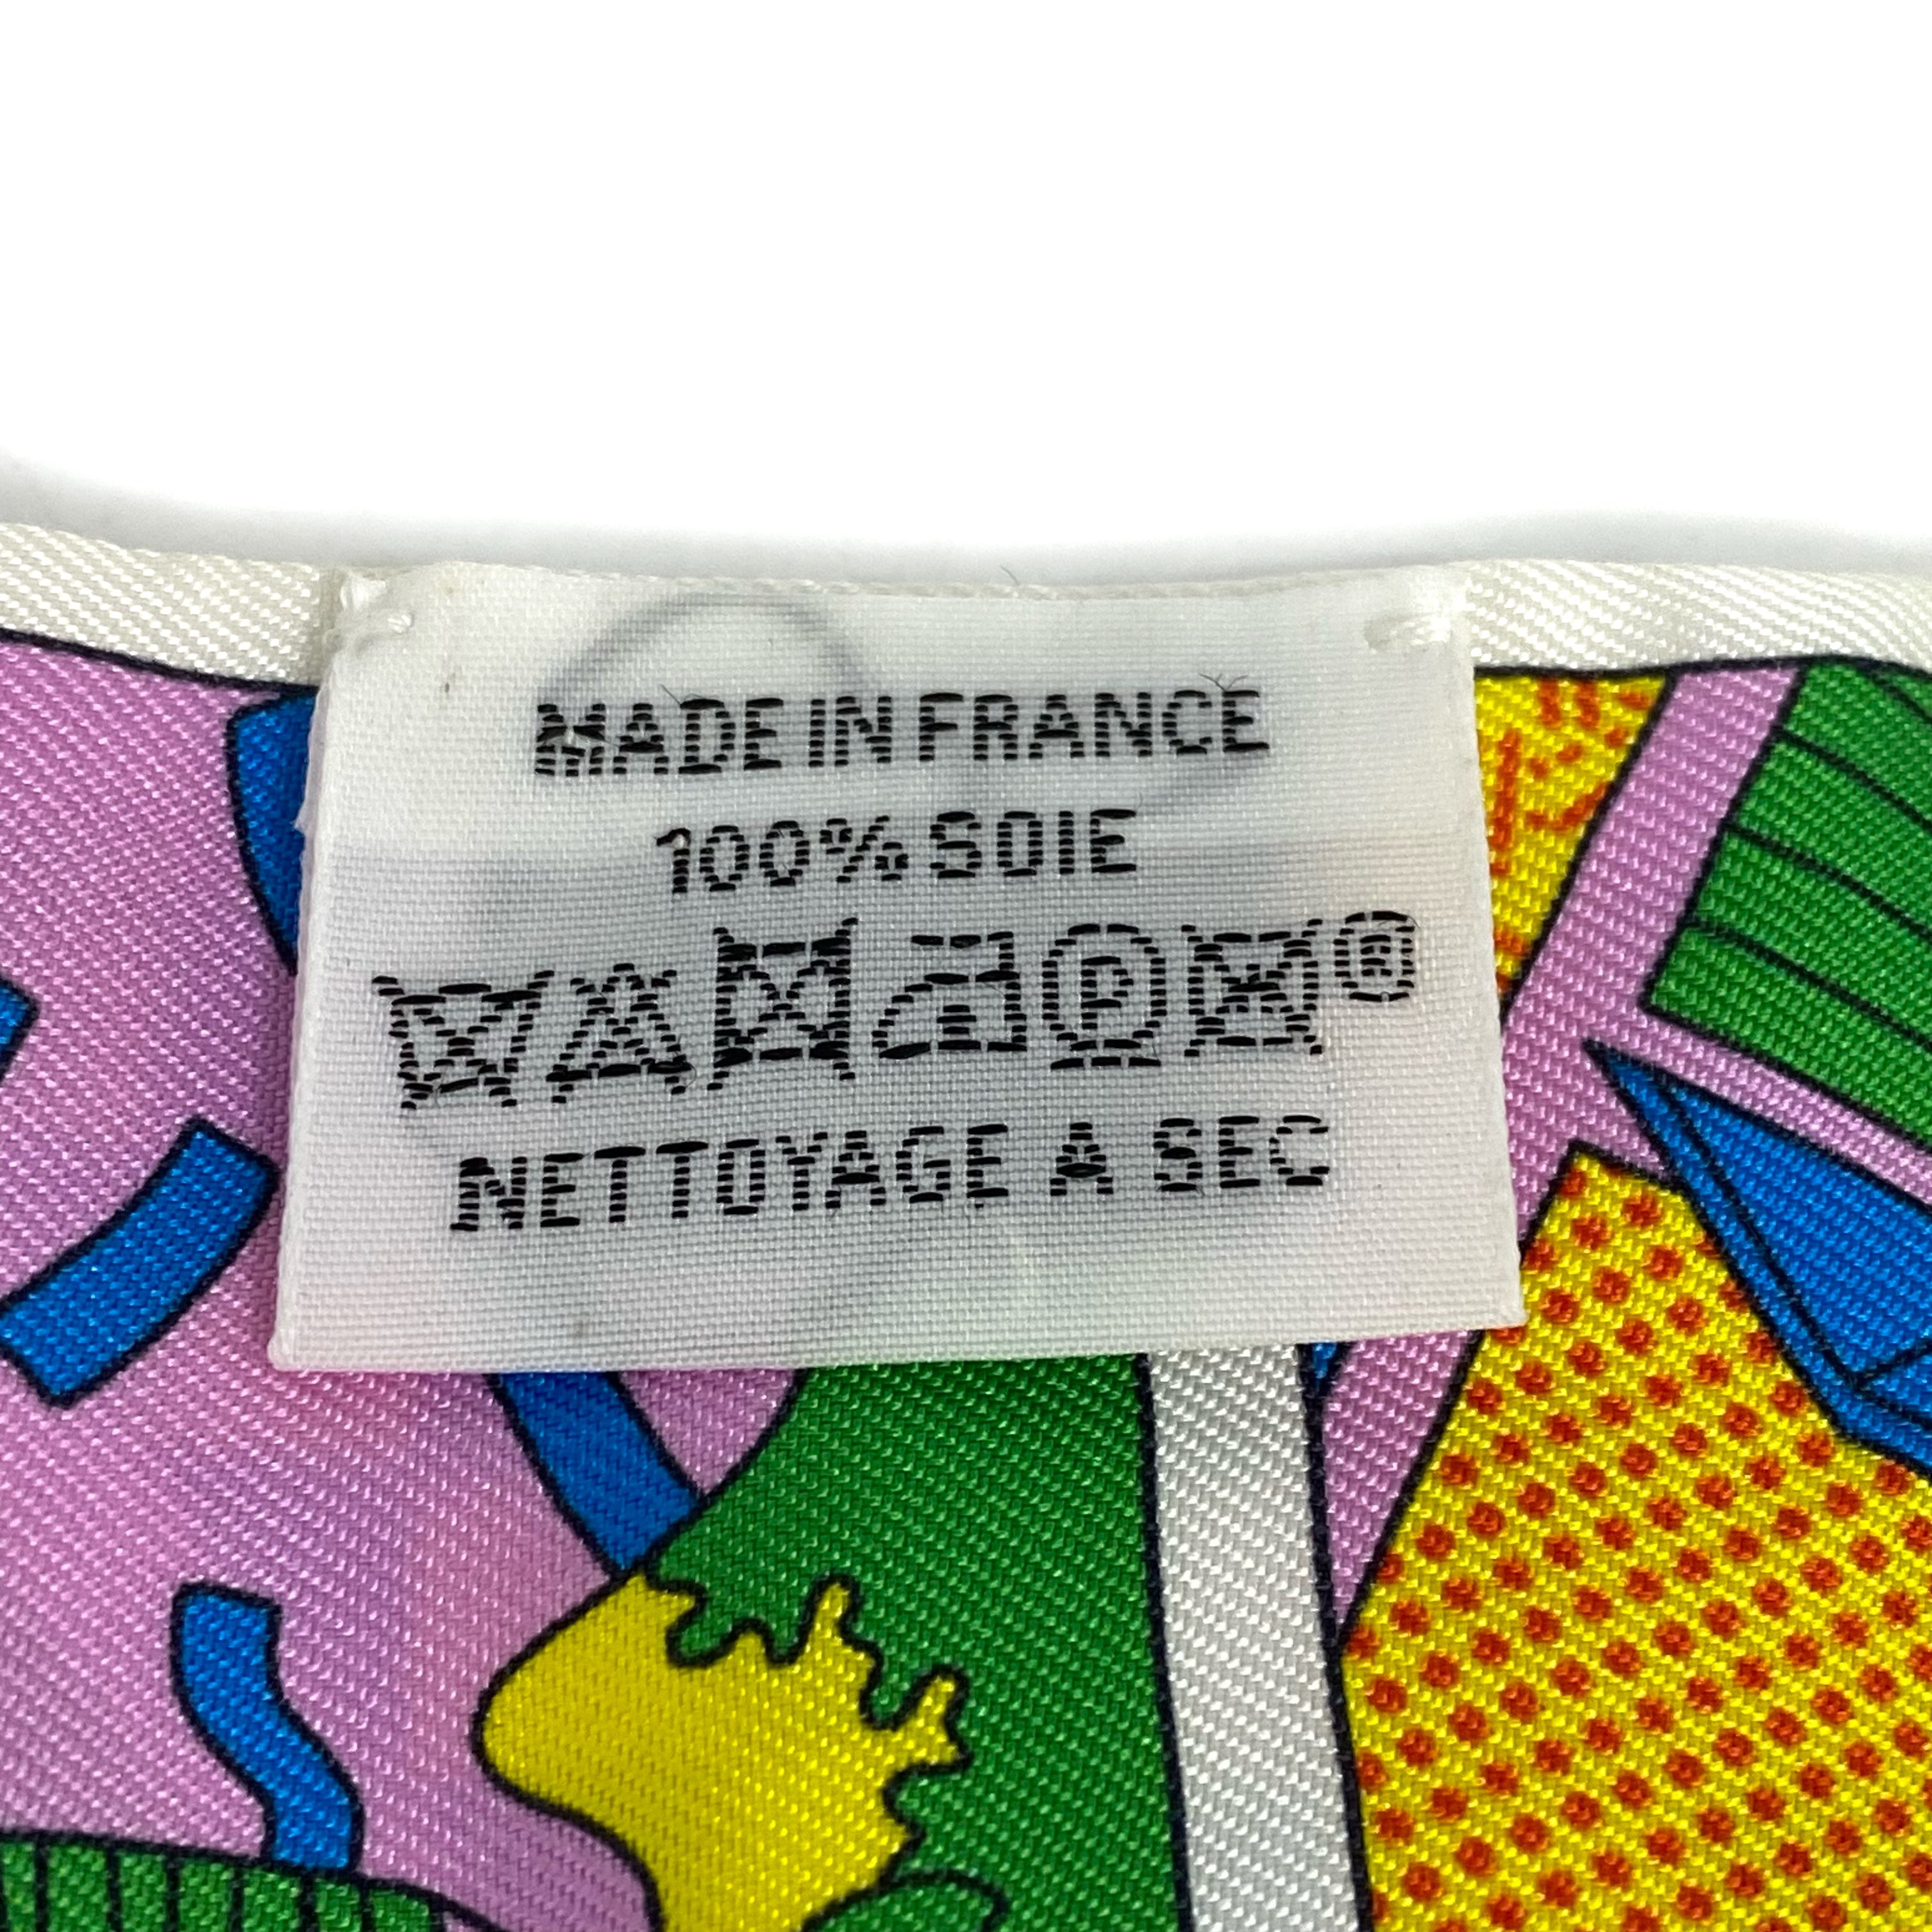 MADE IN FRANCE
100% SOIE
P ®
NETTOYAGE A SEC